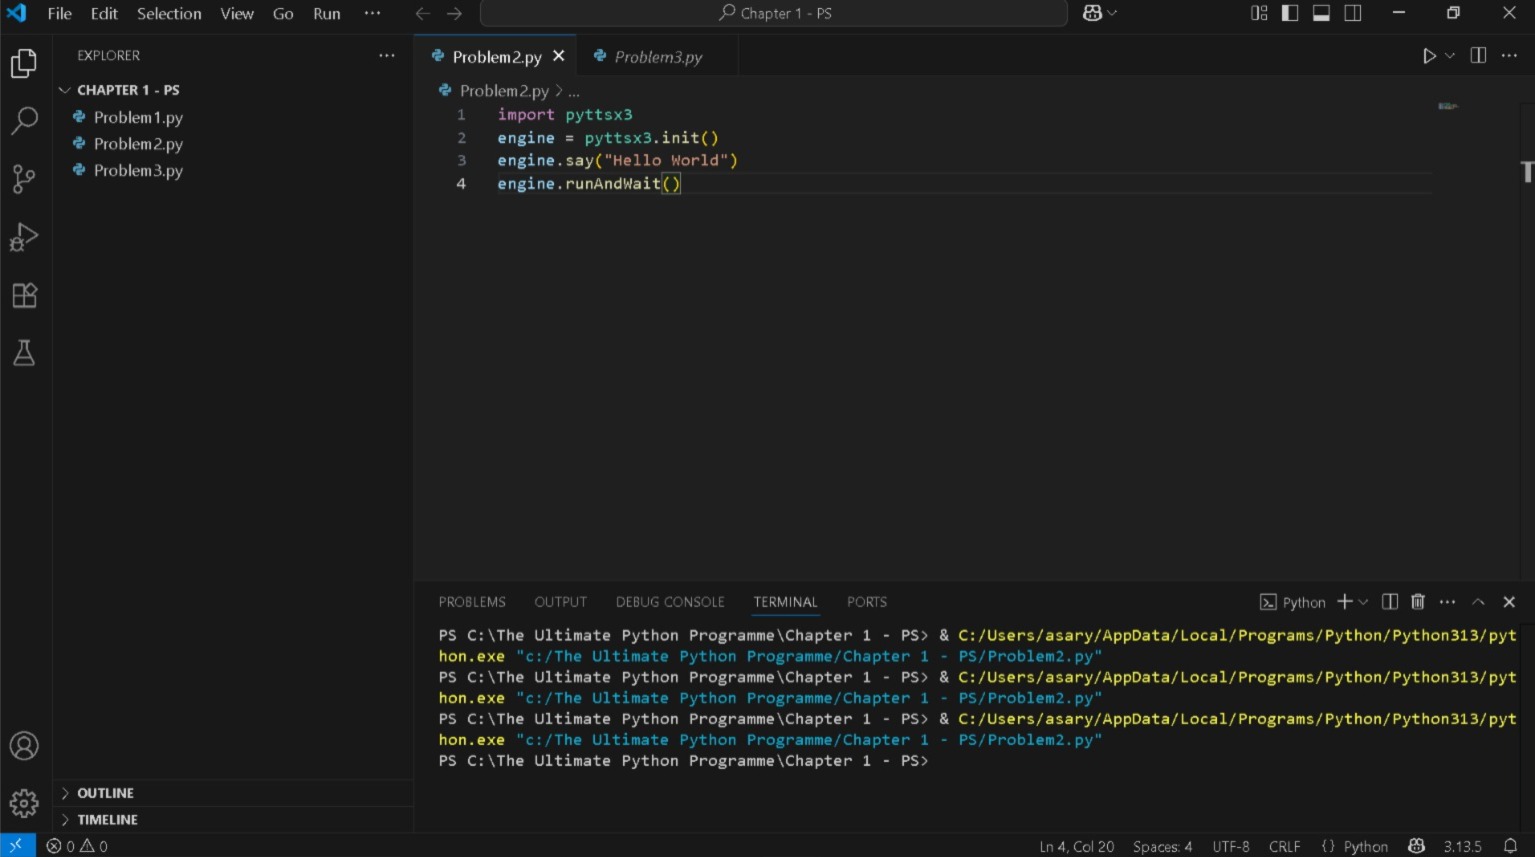 File Edit Selection View Go Run ··· Chapter 1 - PS
EXPLORER ···
CHAPTER 1 - PS
Problem1.py
Problem2.py
Problem3.py
Problem2.py Problem3.py
Problem2.py > ...
1 import pyttsx3
2 engine = pyttsx3.init()
3 engine.say("Hello World")
4 engine.runAndWait()
T
PROBLEMS OUTPUT DEBUG CONSOLE TERMINAL PORTS Python
PS C:\The Ultimate Python Programme\Chapter 1 - PS> & C:/Users/asary/AppData/Local/Programs/Python/Python313/pyt
hon.exe "c:/The Ultimate Python Programme/Chapter 1 - PS/Problem2.py"
PS C:\The Ultimate Python Programme\Chapter 1 - PS> & C:/Users/asary/AppData/Local/Programs/Python/Python313/pyt
hon.exe "c:/The Ultimate Python Programme/Chapter 1 - PS/Problem2.py"
PS C:\The Ultimate Python Programme\Chapter 1 - PS> & C:/Users/asary/AppData/Local/Programs/Python/Python313/pyt
hon.exe "c:/The Ultimate Python Programme/Chapter 1 - PS/Problem2.py"
PS C:\The Ultimate Python Programme\Chapter 1 - PS>
OUTLINE
TIMELINE
0 0 Ln 4, Col 20 Spaces: 4 UTF-8 CRLF {} Python 3.13.5